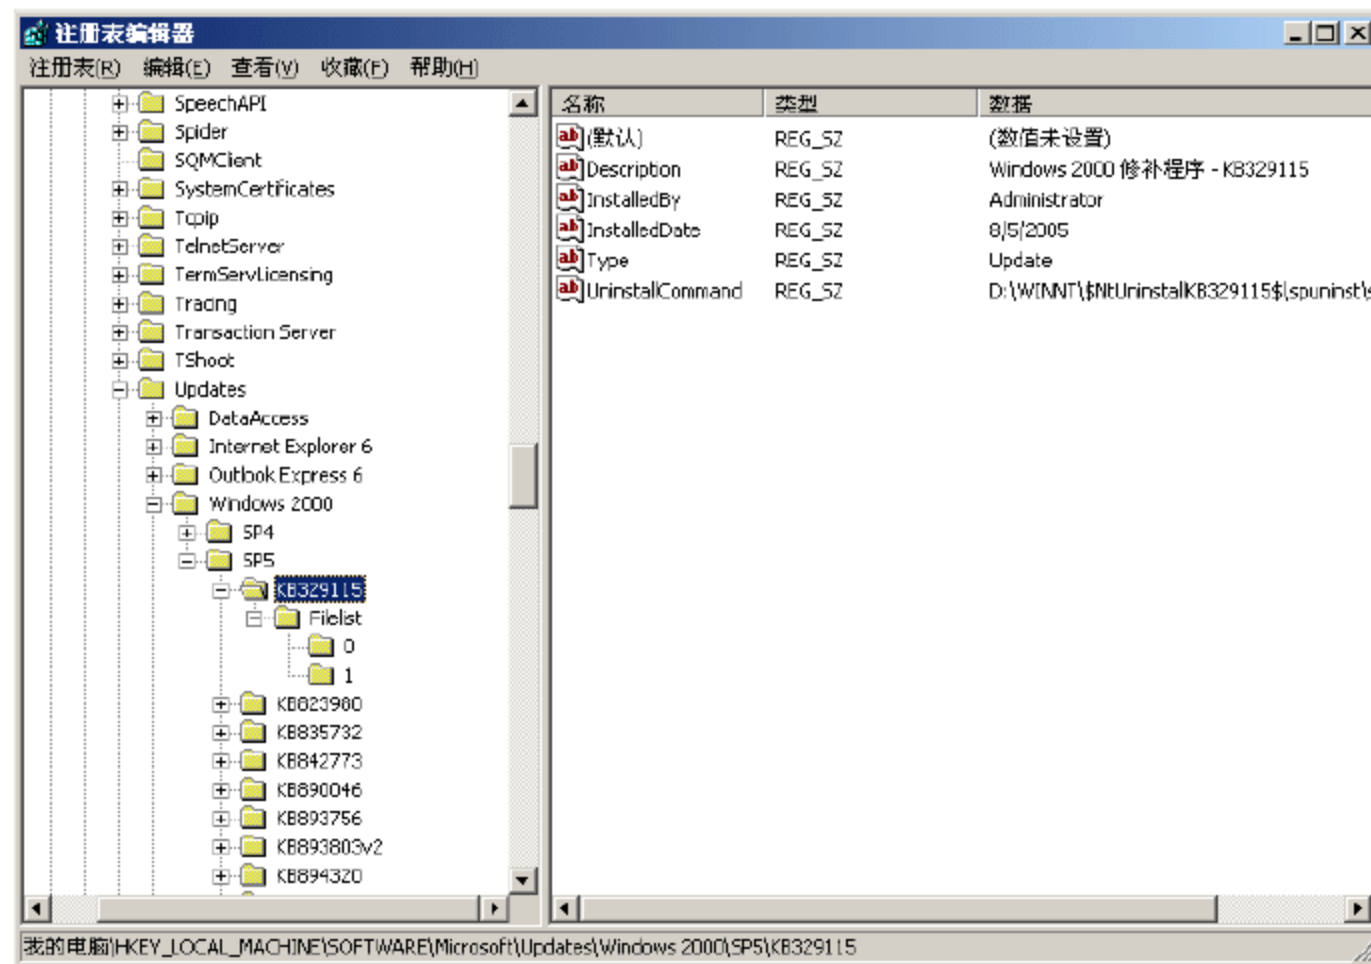 注册表编辑器
注册表(R) 编辑(E) 查看(V) 收藏(F) 帮助(H)
SpeechAPI
Spider
SQMClient
SystemCertificates
Tcpip
TelnetServer
TermServLicensing
Tracing
Transaction Server
TShoot
Updates
DataAccess
Internet Explorer 6
Outlook Express 6
Windows 2000
SP4
SP5
KB329115
Filelist
0
1
KB823980
KB835732
KB842773
KB890046
KB893756
KB893803v2
KB894320
名称 类型 数据
(默认) REG_SZ (数值未设置)
Description REG_SZ Windows 2000 修补程序 - KB329115
InstalledBy REG_SZ Administrator
InstalledDate REG_SZ 8/5/2005
Type REG_SZ Update
UninstallCommand REG_SZ D:\WINNT\$NtUninstallKB329115$\spuninst\s
我的电脑\HKEY_LOCAL_MACHINE\SOFTWARE\Microsoft\Updates\Windows 2000\SP5\KB329115